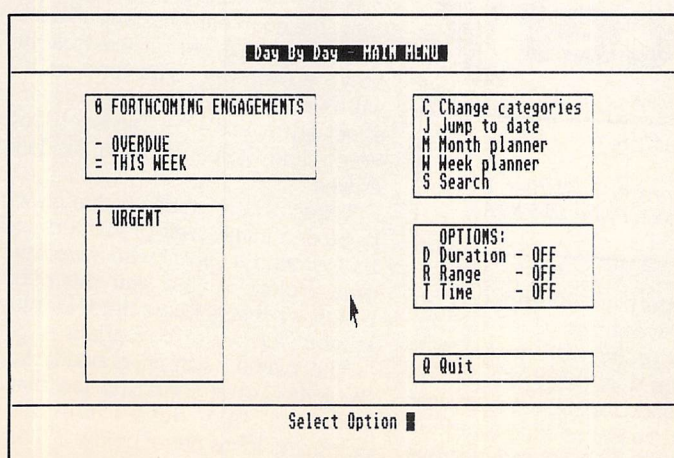 Day By Day - MAIN MENU
0 FORTHCOMING ENGAGEMENTS
- OVERDUE
= THIS WEEK
1 URGENT
C Change categories
J Jump to date
M Month planner
W Week planner
S Search
OPTIONS:
D Duration - OFF
R Range - OFF
T Time - OFF
Q Quit
Select Option